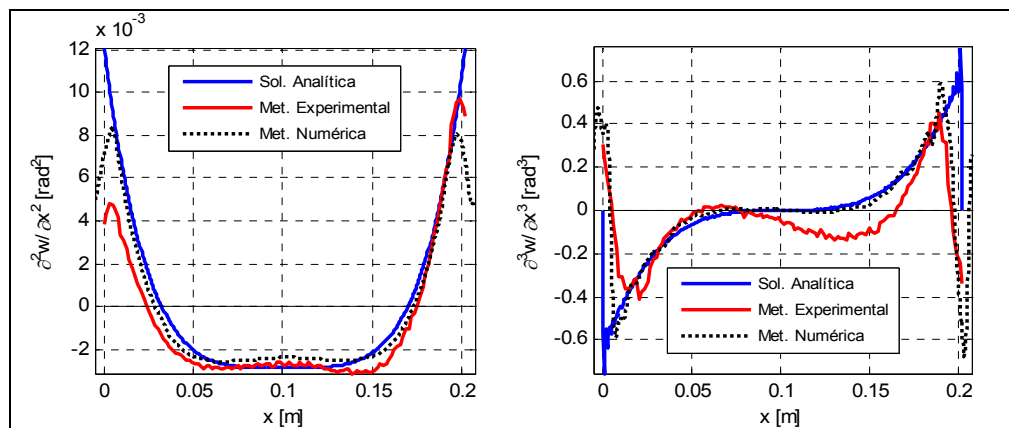 x 10⁻³
12
10
8
6
4
2
0
-2
∂²w/ ∂x² [rad²]
Sol. Analítica
Met. Experimental
Met. Numérica
0 0.05 0.1 0.15 0.2
x [m]
0.6
0.4
0.2
0
-0.2
-0.4
-0.6
∂³w/ ∂x³ [rad³]
Sol. Analítica
Met. Experimental
Met. Numérica
0 0.05 0.1 0.15 0.2
x [m]